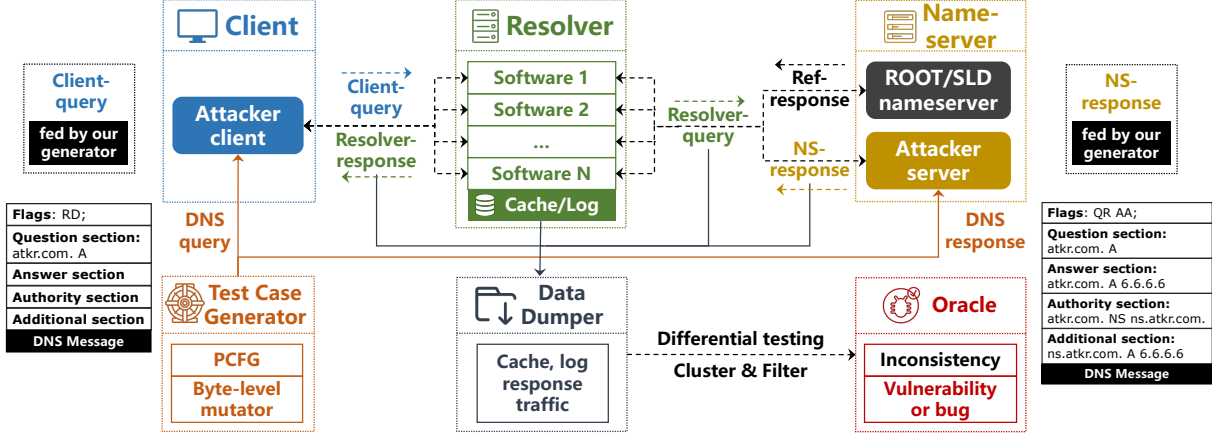 Client
Resolver
Name-
server
Client-
query
fed by our
generator
Attacker
client
Client-
query
Resolver-
response
Software 1
Software 2
...
Software N
Cache/Log
Resolver-
query
Ref-
response
NS-
response
ROOT/SLD
nameserver
Attacker
server
NS-
response
fed by our
generator
DNS
query
DNS
response
Flags: RD;
Question section:
atkr.com. A
Answer section
Authority section
Additional section
DNS Message
Test Case
Generator
PCFG
Byte-level
mutator
Data
Dumper
Cache, log
response
traffic
Differential testing
Cluster & Filter
Oracle
Inconsistency
Vulnerability
or bug
Flags: QR AA;
Question section:
atkr.com. A
Answer section:
atkr.com. A 6.6.6.6
Authority section:
atkr.com. NS ns.atkr.com.
Additional section:
ns.atkr.com. A 6.6.6.6
DNS Message